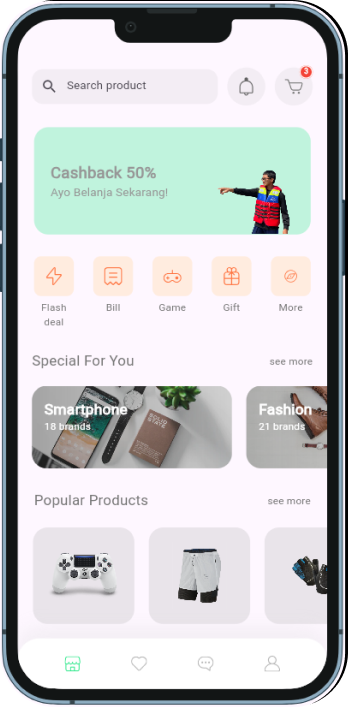 Search product
3
Cashback 50%
Ayo Belanja Sekarang!
Flash
deal
Bill
Game
Gift
More
Special For You
see more
Smartphone
18 brands
Fashion
21 brands
Popular Products
see more